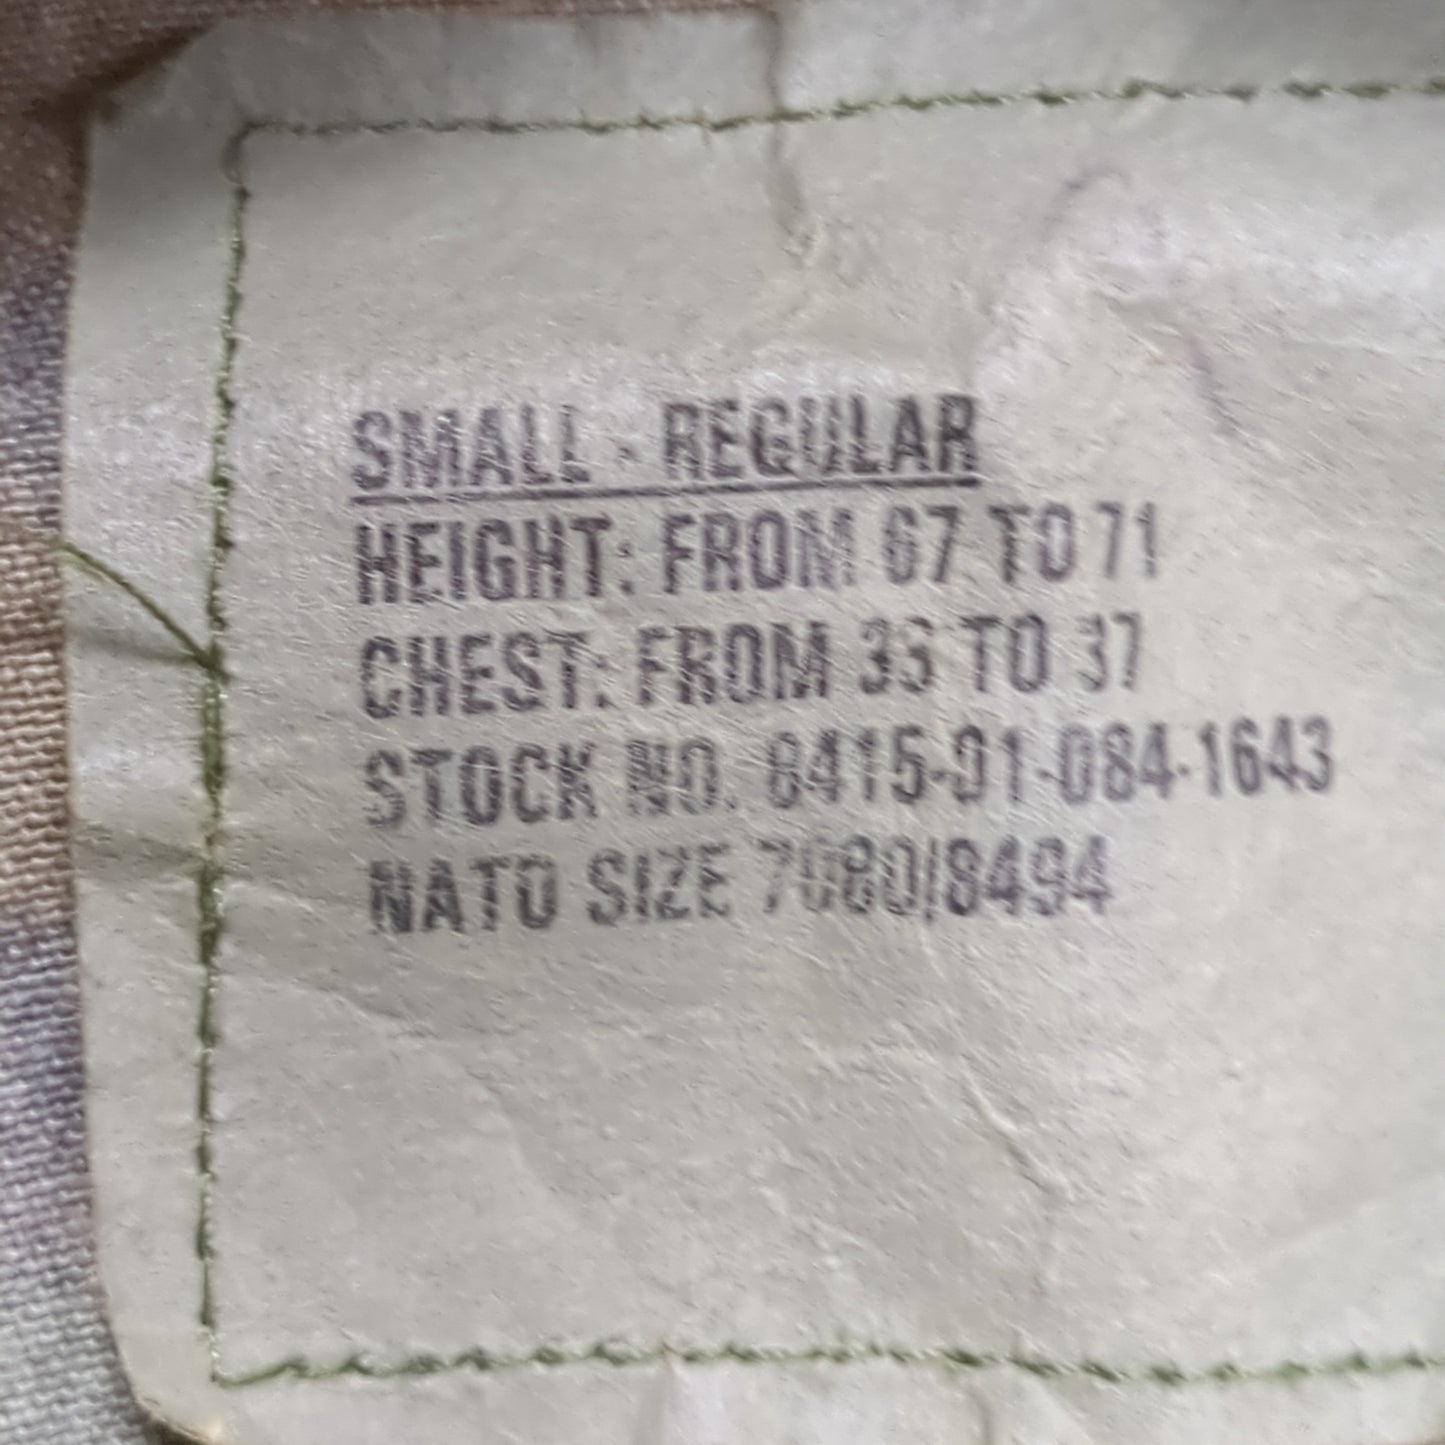 SMALL - REGULAR
HEIGHT: FROM 67 TO 71
CHEST: FROM 33 TO 37
STOCK NO. 8415-01-084-1643
NATO SIZE 7080/8494